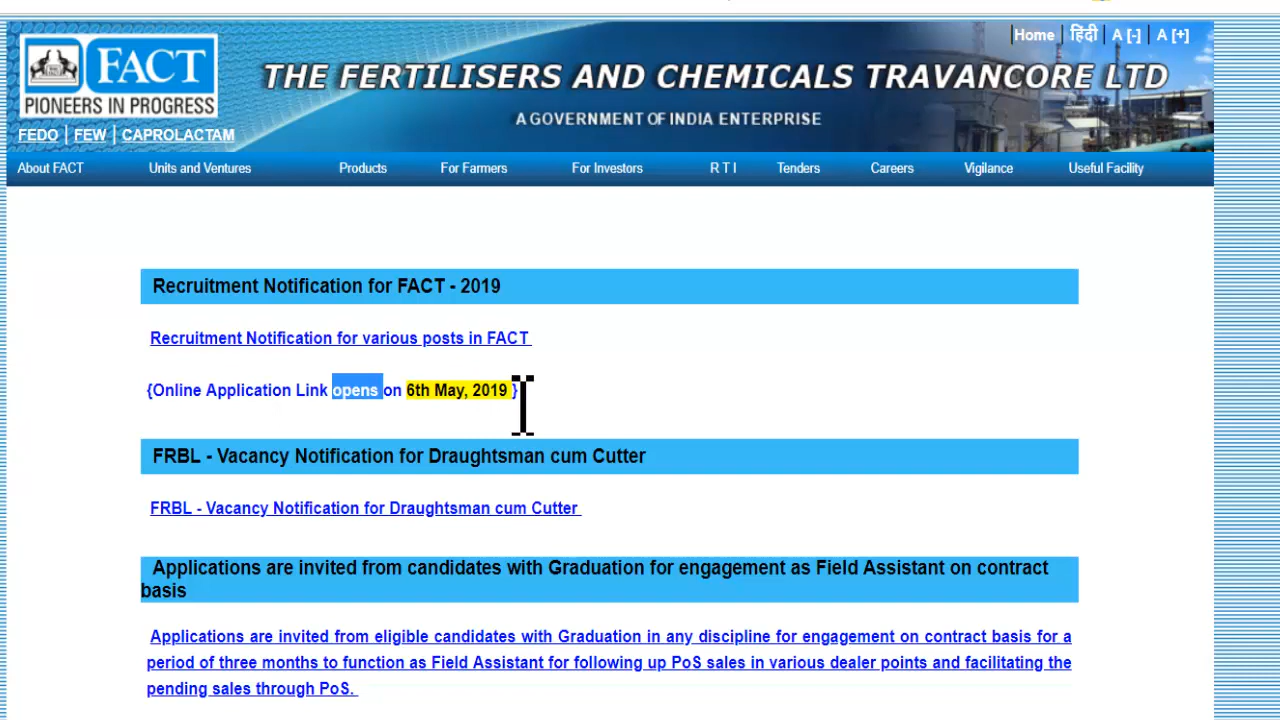 Home हिंदी A [-] A [+]
FACT
PIONEERS IN PROGRESS
THE FERTILISERS AND CHEMICALS TRAVANCORE LTD
A GOVERNMENT OF INDIA ENTERPRISE
FEDO | FEW | CAPROLACTAM
About FACT Units and Ventures Products For Farmers For Investors R T I Tenders Careers Vigilance Useful Facility
Recruitment Notification for FACT - 2019
Recruitment Notification for various posts in FACT
{Online Application Link opens on 6th May, 2019 }
FRBL - Vacancy Notification for Draughtsman cum Cutter
FRBL - Vacancy Notification for Draughtsman cum Cutter
Applications are invited from candidates with Graduation for engagement as Field Assistant on contract
basis
Applications are invited from eligible candidates with Graduation in any discipline for engagement on contract basis for a
period of three months to function as Field Assistant for following up PoS sales in various dealer points and facilitating the
pending sales through PoS.